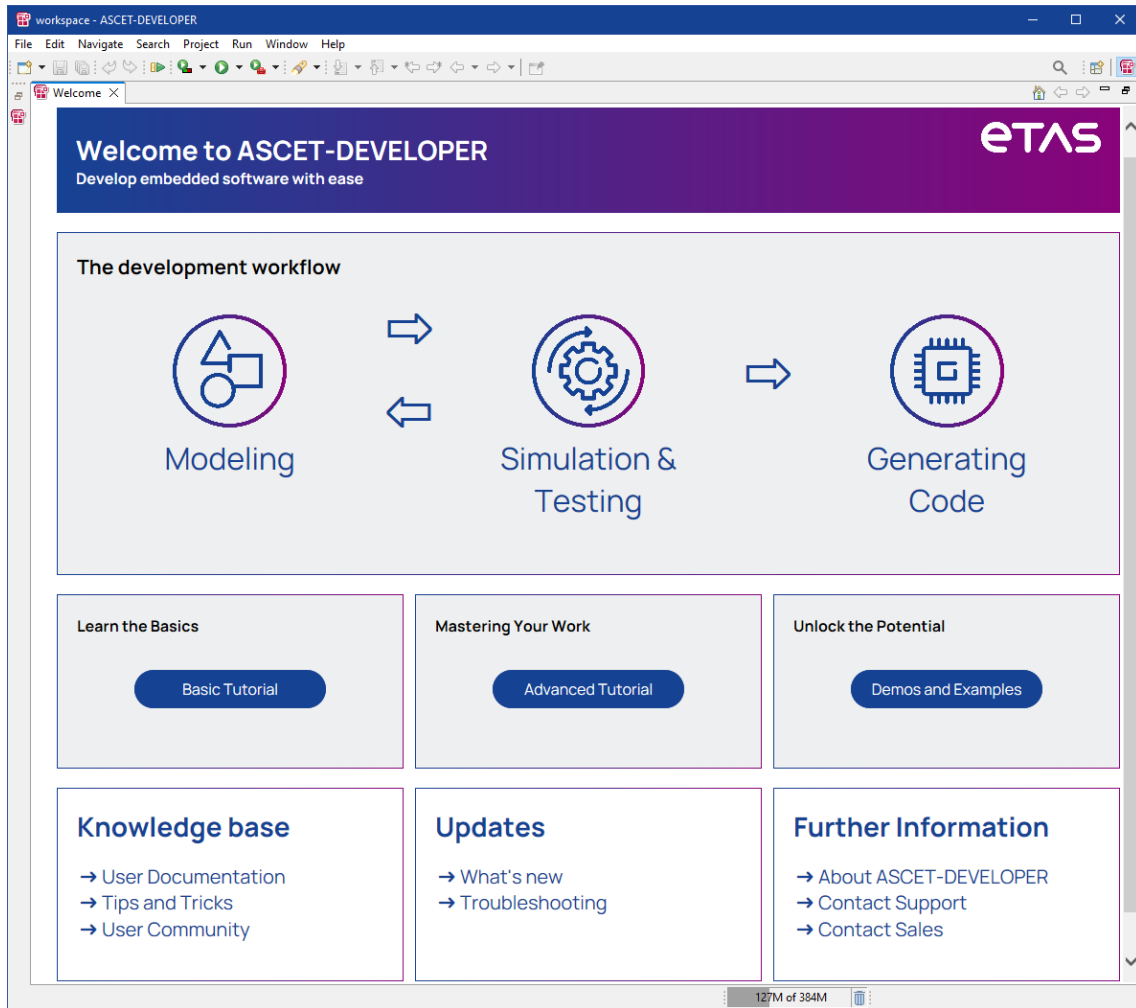 workspace - ASCET-DEVELOPER
File Edit Navigate Search Project Run Window Help
Welcome
Welcome to ASCET-DEVELOPER
Develop embedded software with ease
eTAS
The development workflow
Modeling
Simulation &
Testing
Generating
Code
Learn the Basics
Basic Tutorial
Mastering Your Work
Advanced Tutorial
Unlock the Potential
Demos and Examples
Knowledge base
→ User Documentation
→ Tips and Tricks
→ User Community
Updates
→ What's new
→ Troubleshooting
Further Information
→ About ASCET-DEVELOPER
→ Contact Support
→ Contact Sales
127M of 384M